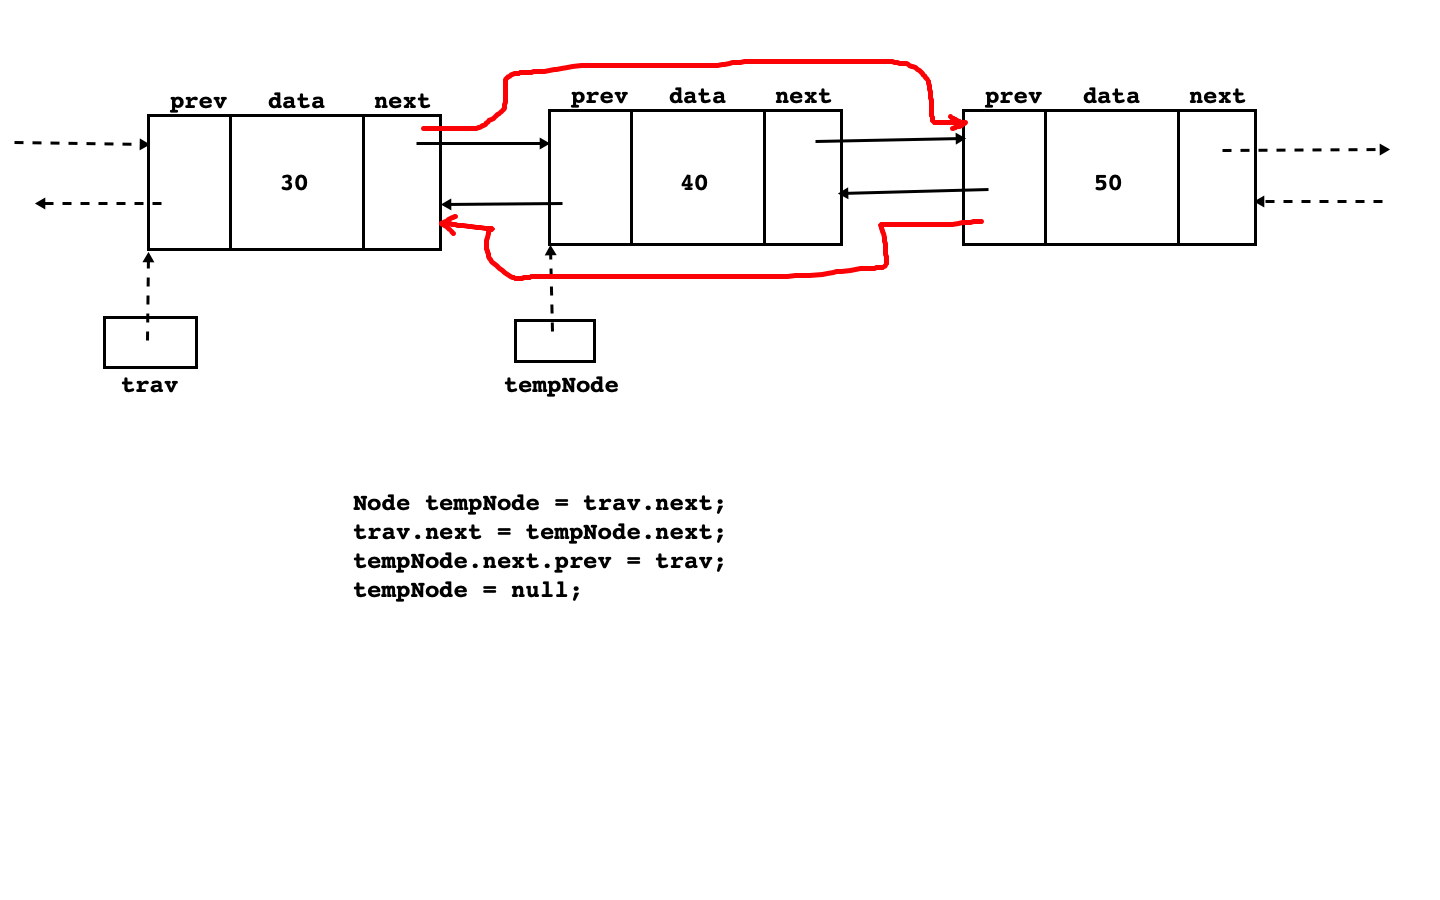 prev data next prev data next prev data next
30 40 50
trav tempNode
Node tempNode = trav.next;
trav.next = tempNode.next;
tempNode.next.prev = trav;
tempNode = null;